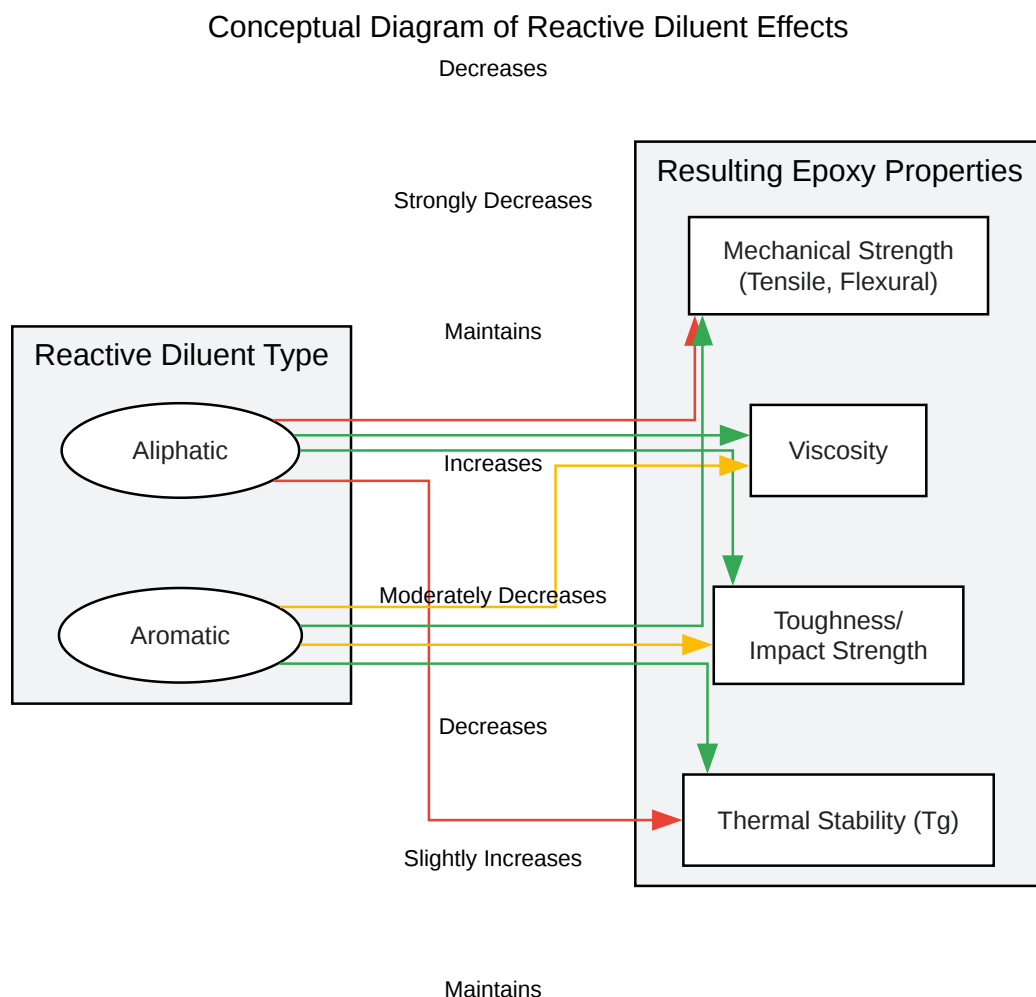 Conceptual Diagram of Reactive Diluent Effects
Decreases
Resulting Epoxy Properties
Strongly Decreases
Mechanical Strength
(Tensile, Flexural)
Maintains
Reactive Diluent Type
Aliphatic
Viscosity
Increases
Moderately Decreases
Aromatic
Toughness/
Impact Strength
Decreases
Thermal Stability (Tg)
Slightly Increases
Maintains